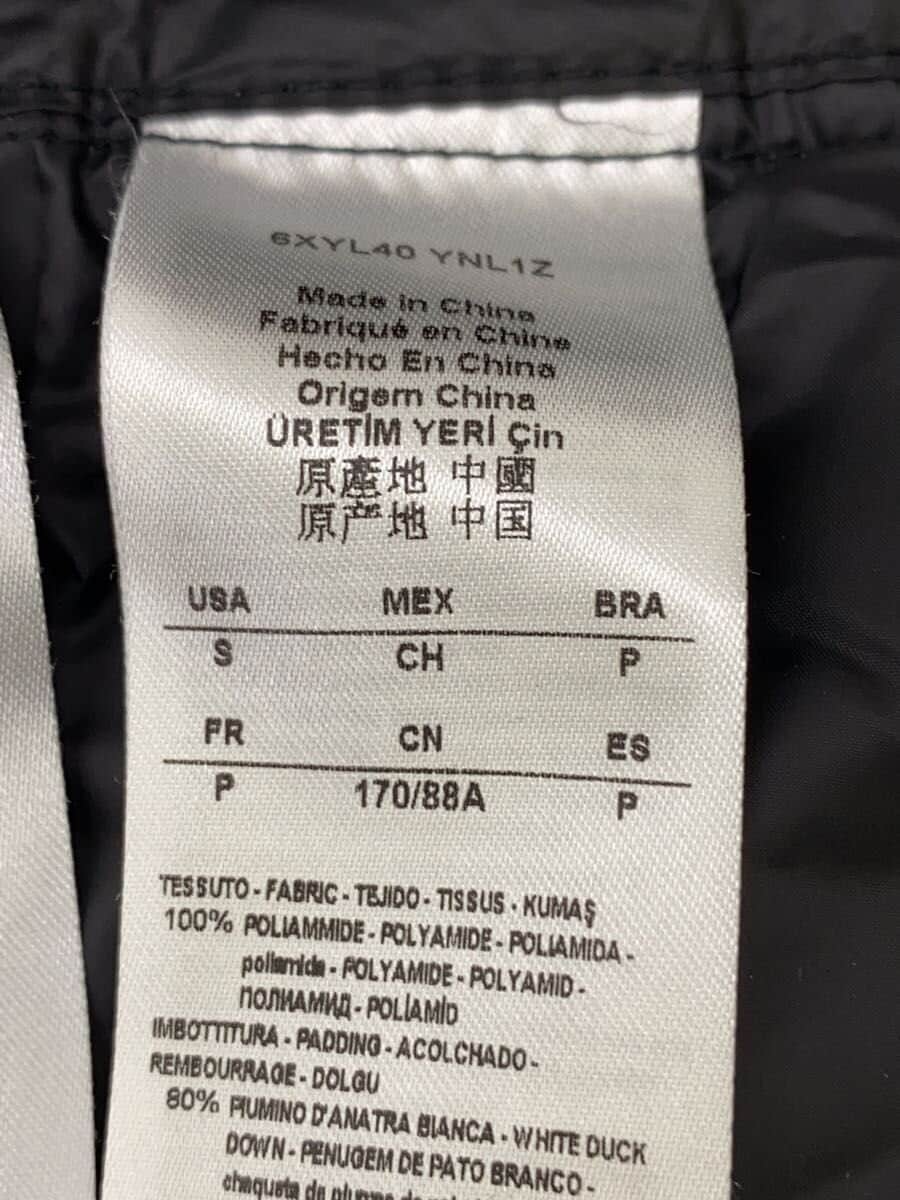 6XYL40 YNL1Z
Made in China
Fabriqué en Chine
Hecho En China
Origem China
ÜRETİM YERİ Çin
原產地 中國
原产地 中国
USA MEX BRA
S CH P
FR CN ES
P 170/88A P
TESSUTO - FABRIC - TEJIDO - TISSUS - KUMAŞ
100% POLIAMMIDE - POLYAMIDE - POLIAMIDA -
poliamida - POLYAMIDE - POLYAMID -
ПОЛИАМИД - POLİAMİD
IMBOTTITURA - PADDING - ACOLCHADO -
REMBOURRAGE - DOLGU
80% PIUMINO D'ANATRA BIANCA - WHITE DUCK
DOWN - PENUGEM DE PATO BRANCO -
chaqueta de